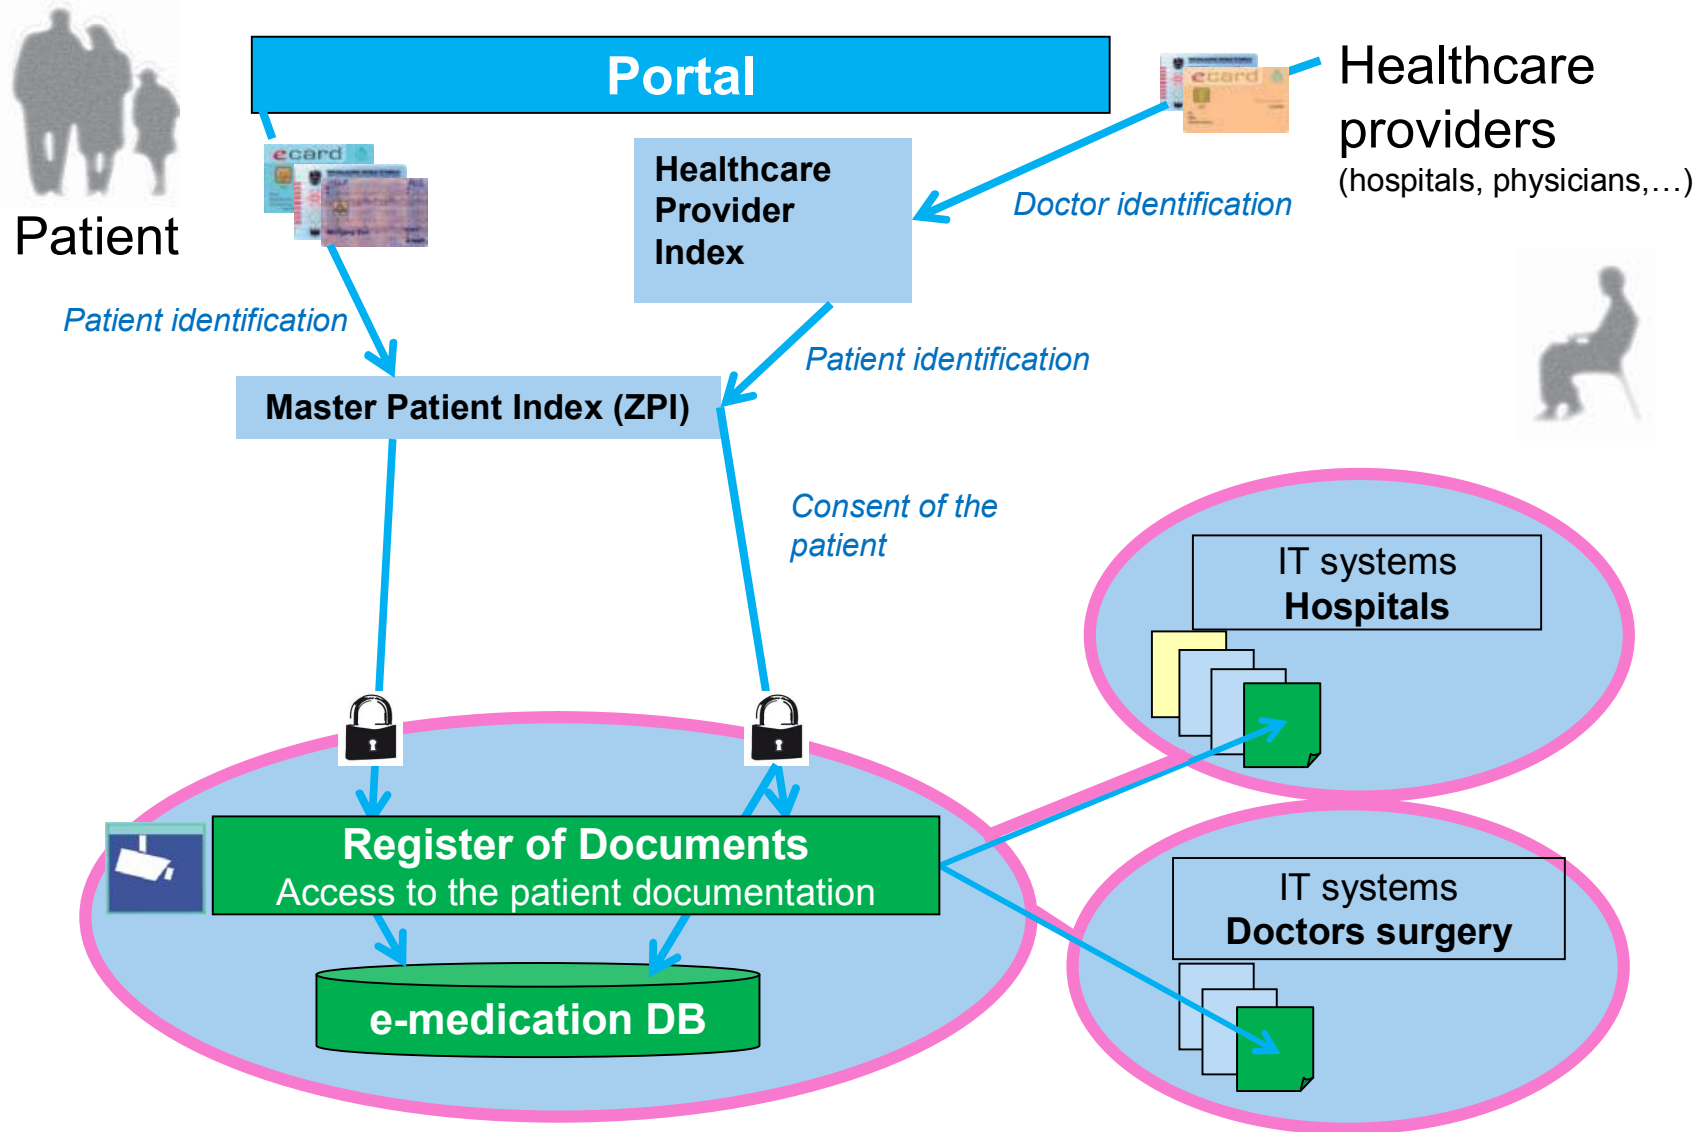 Portal
Healthcare
providers
(hospitals, physicians,…)
ecard
ecard
Patient
Healthcare
Provider
Index
Doctor identification
Patient identification
Patient identification
Master Patient Index (ZPI)
Consent of the
patient
IT systems
Hospitals
Register of Documents
Access to the patient documentation
IT systems
Doctors surgery
e-medication DB